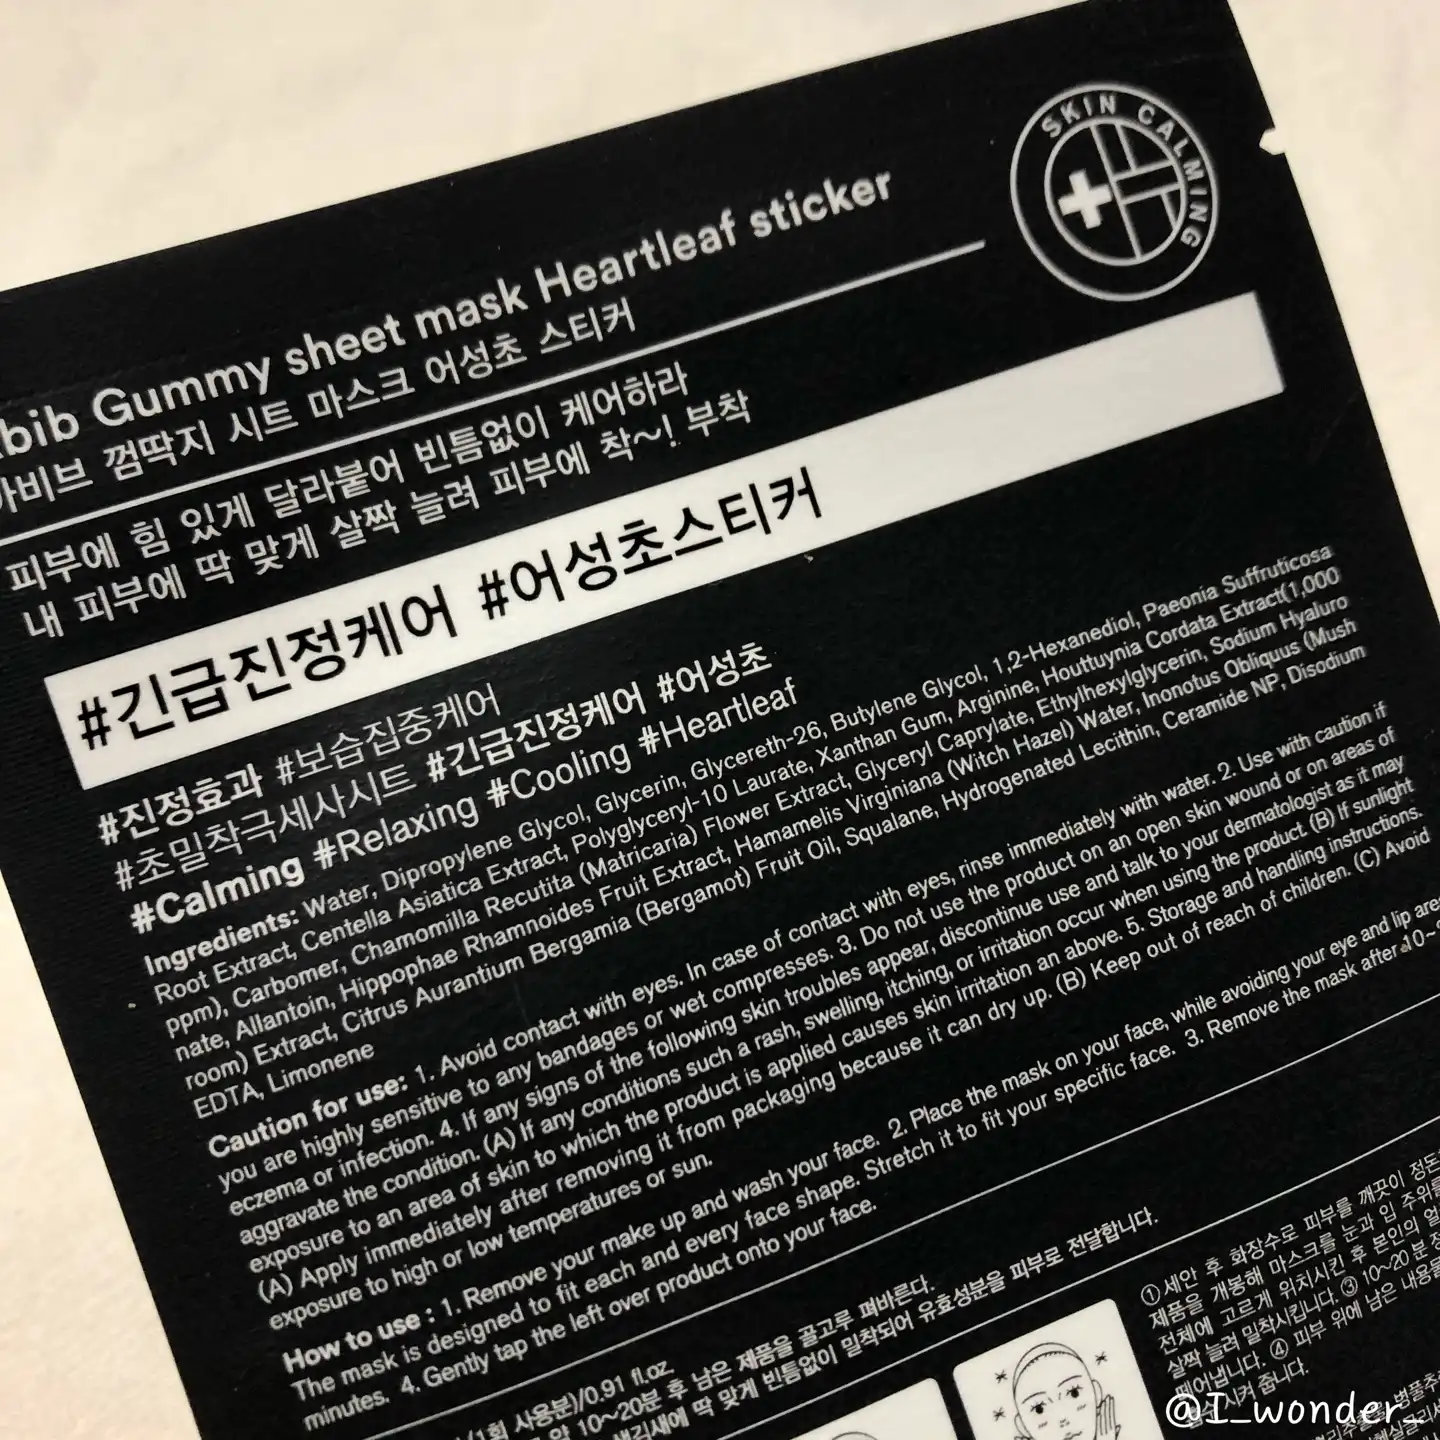 SKIN CALMING
bib Gummy sheet mask Heartleaf sticker
아비브 껌딱지 시트 마스크 어성초 스티커
피부에 힘 있게 달라붙어 빈틈없이 케어하라
내 피부에 딱 맞게 살짝 늘려 피부에 착~! 부착
#긴급진정케어 #어성초스티커
#진정효과 #보습집중케어
#초밀착극세사시트 #긴급진정케어 #어성초
#Calming #Relaxing #Cooling #Heartleaf
Ingredients: Water, Dipropylene Glycol, Glycerin, Glycereth-26, Butylene Glycol, 1,2-Hexanediol, Paeonia Suffruticosa
Root Extract, Centella Asiatica Extract, Polyglyceryl-10 Laurate, Xanthan Gum, Arginine, Houttuynia Cordata Extract(1,000
ppm), Carbomer, Chamomilla Recutita (Matricaria) Flower Extract, Glyceryl Caprylate, Ethylhexylglycerin, Sodium Hyaluro
nate, Allantoin, Hippophae Rhamnoides Fruit Extract, Hamamelis Virginiana (Witch Hazel) Water, Inonotus Obliquus (Mush
room) Extract, Citrus Aurantium Bergamia (Bergamot) Fruit Oil, Squalane, Hydrogenated Lecithin, Ceramide NP, Disodium
EDTA, Limonene
Caution for use: 1. Avoid contact with eyes. In case of contact with eyes, rinse immediately with water. 2. Use with caution if
you are highly sensitive to any bandages or wet compresses. 3. Do not use the product on an open skin wound or on areas of
eczema or infection. 4. If any signs of the following skin troubles appear, discontinue use and talk to your dermatologist as it may
aggravate the condition. (A) If any conditions such a rash, swelling, itching, or irritation occur when using the product. (B) If sunlight
exposure to an area of skin to which the product is applied causes skin irritation an above. 5. Storage and handling instructions.
(A) Apply immediately after removing it from packaging because it can dry up. (B) Keep out of reach of children. (C) Avoid
exposure to high or low temperatures or sun.
How to use : 1. Remove your make up and wash your face. 2. Place the mask on your face, while avoiding your eye and lip area
The mask is designed to fit each and every face shape. Stretch it to fit your specific face. 3. Remove the mask after 10-
minutes. 4. Gently tap the left over product onto your face.
(1회 사용분)/0.91 fl.oz.
약 10~20분 후 남은 제품을 골고루 펴바른다.
생김새에 딱 맞게 빈틈없이 밀착되어 유효성분을 피부로 전달합니다.
① 세안 후 화장수로 피부를 깨끗이 정돈
제품을 개봉해 마스크를 눈과 입 주위를
전체에 고르게 위치시킨 후 본인의 얼
살짝 늘려 밀착시킵니다. ③ 10~20분 정
떼어냅니다. ④ 피부 위에 남은 내용물
시켜 줍니다.
@I_wonder_